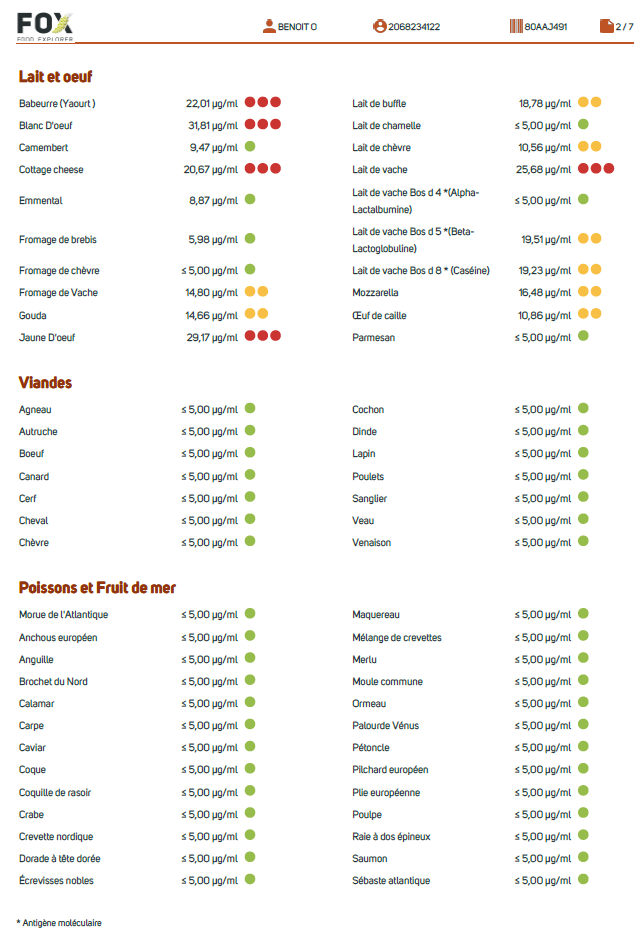 FOX
FOOD EXPLORER
BENOIT O
2068234122
80AAJ491
2 / 7
Lait et oeuf
Babeurre (Yaourt ) 22,01 µg/ml
Lait de buffle 18,78 µg/ml
Blanc D'oeuf 31,81 µg/ml
Lait de chamelle ≤ 5,00 µg/ml
Camembert 9,47 µg/ml
Lait de chèvre 10,56 µg/ml
Cottage cheese 20,67 µg/ml
Lait de vache 25,68 µg/ml
Emmental 8,87 µg/ml
Lait de vache Bos d 4 *(Alpha-
Lactalbumine) ≤ 5,00 µg/ml
Fromage de brebis 5,98 µg/ml
Lait de vache Bos d 5 *(Beta-
Lactoglobuline) 19,51 µg/ml
Fromage de chèvre ≤ 5,00 µg/ml
Lait de vache Bos d 8 * (Caséine) 19,23 µg/ml
Fromage de Vache 14,80 µg/ml
Mozzarella 16,48 µg/ml
Gouda 14,66 µg/ml
Œuf de caille 10,86 µg/ml
Jaune D'oeuf 29,17 µg/ml
Parmesan ≤ 5,00 µg/ml
Viandes
Agneau ≤ 5,00 µg/ml
Cochon ≤ 5,00 µg/ml
Autruche ≤ 5,00 µg/ml
Dinde ≤ 5,00 µg/ml
Boeuf ≤ 5,00 µg/ml
Lapin ≤ 5,00 µg/ml
Canard ≤ 5,00 µg/ml
Poulets ≤ 5,00 µg/ml
Cerf ≤ 5,00 µg/ml
Sanglier ≤ 5,00 µg/ml
Cheval ≤ 5,00 µg/ml
Veau ≤ 5,00 µg/ml
Chèvre ≤ 5,00 µg/ml
Venaison ≤ 5,00 µg/ml
Poissons et Fruit de mer
Morue de l'Atlantique ≤ 5,00 µg/ml
Maquereau ≤ 5,00 µg/ml
Anchous européen ≤ 5,00 µg/ml
Mélange de crevettes ≤ 5,00 µg/ml
Anguille ≤ 5,00 µg/ml
Merlu ≤ 5,00 µg/ml
Brochet du Nord ≤ 5,00 µg/ml
Moule commune ≤ 5,00 µg/ml
Calamar ≤ 5,00 µg/ml
Ormeau ≤ 5,00 µg/ml
Carpe ≤ 5,00 µg/ml
Palourde Vénus ≤ 5,00 µg/ml
Caviar ≤ 5,00 µg/ml
Pétoncle ≤ 5,00 µg/ml
Coque ≤ 5,00 µg/ml
Pilchard européen ≤ 5,00 µg/ml
Coquille de rasoir ≤ 5,00 µg/ml
Plie européenne ≤ 5,00 µg/ml
Crabe ≤ 5,00 µg/ml
Poulpe ≤ 5,00 µg/ml
Crevette nordique ≤ 5,00 µg/ml
Raie à dos épineux ≤ 5,00 µg/ml
Dorade à tête dorée ≤ 5,00 µg/ml
Saumon ≤ 5,00 µg/ml
Écrevisses nobles ≤ 5,00 µg/ml
Sébaste atlantique ≤ 5,00 µg/ml
* Antigène moléculaire